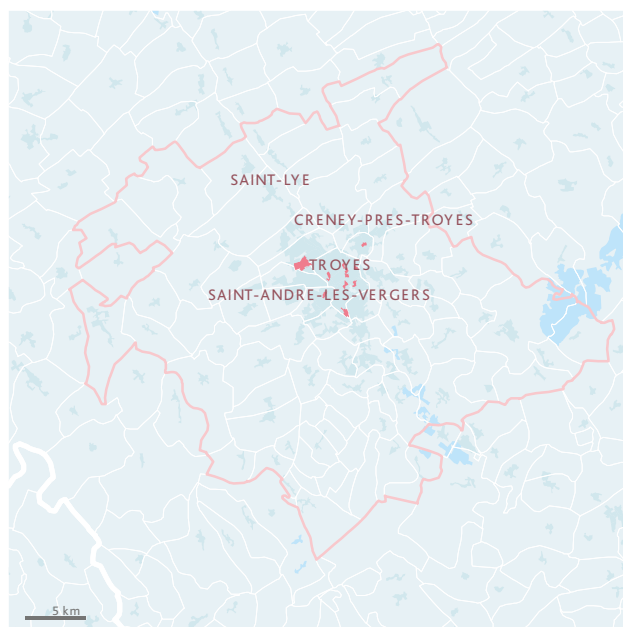 SAINT-LYE
CRENEY-PRES-TROYES
TROYES
SAINT-ANDRE-LES-VERGERS
5 km